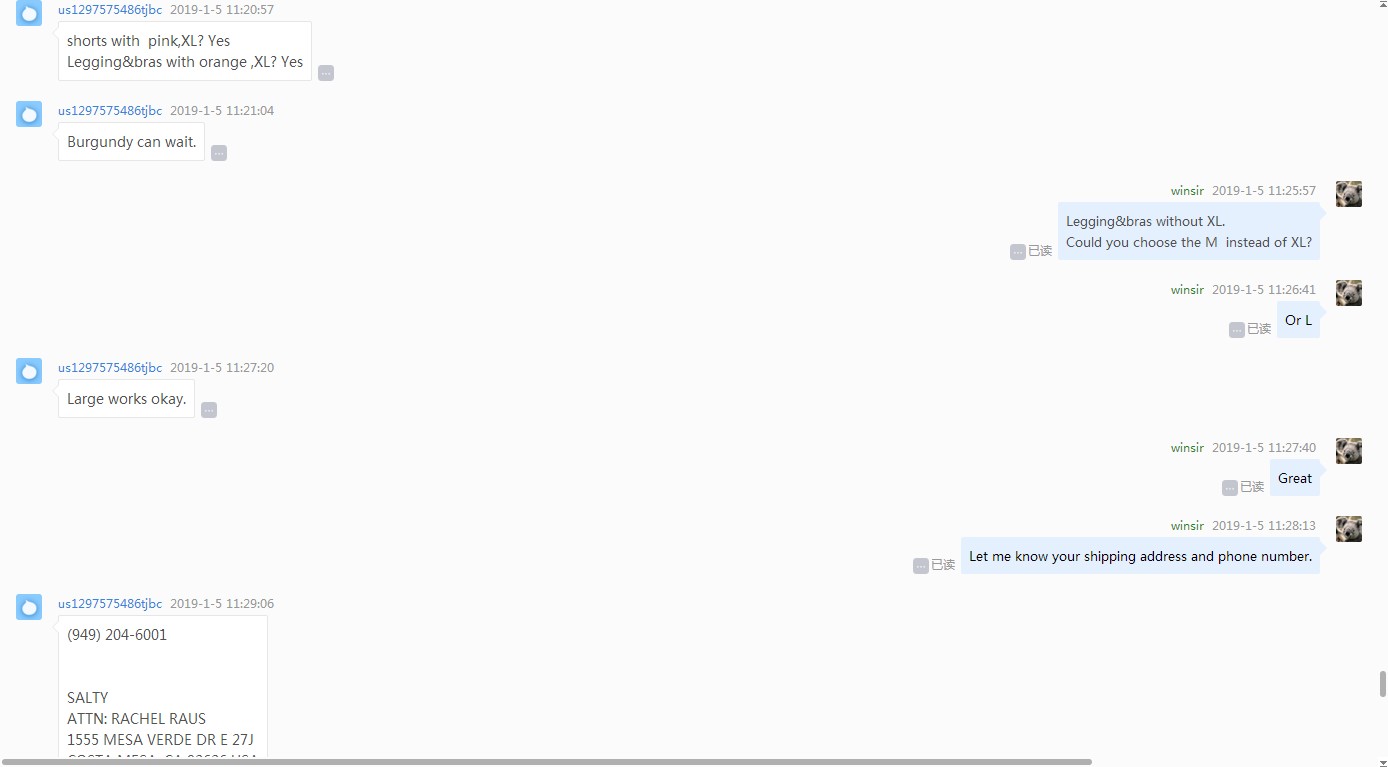 us1297575486tjbc 2019-1-5 11:20:57
shorts with  pink,XL? Yes
Legging&bras with orange ,XL? Yes
us1297575486tjbc 2019-1-5 11:21:04
Burgundy can wait.
winsir 2019-1-5 11:25:57
Legging&bras without XL.
Could you choose the M  instead of XL?
已读
winsir 2019-1-5 11:26:41
Or L
已读
us1297575486tjbc 2019-1-5 11:27:20
Large works okay.
winsir 2019-1-5 11:27:40
Great
已读
winsir 2019-1-5 11:28:13
Let me know your shipping address and phone number.
已读
us1297575486tjbc 2019-1-5 11:29:06
(949) 204-6001
SALTY
ATTN: RACHEL RAUS
1555 MESA VERDE DR E 27J